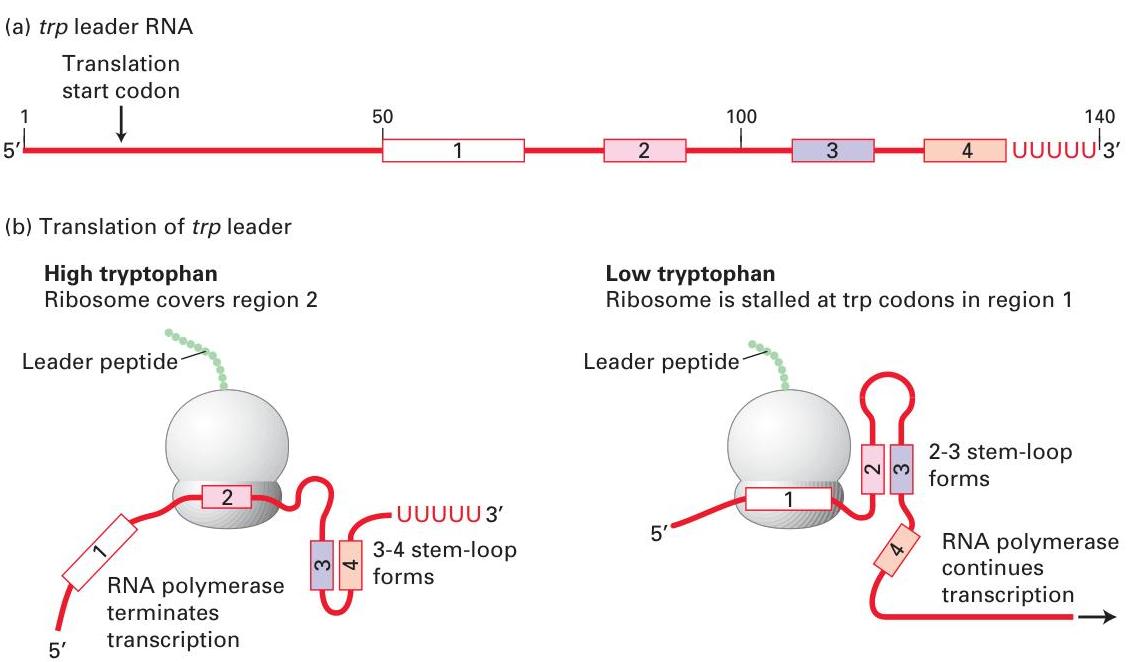 (a) trp leader RNA
Translation
start codon
1
50
100
140
5′
1
2
3
4
UUUUU
3′
(b) Translation of trp leader
High tryptophan
Ribosome covers region 2
Leader peptide
2
1
UUUUU 3′
3
4
3-4 stem-loop
forms
RNA polymerase
terminates
transcription
5′
Low tryptophan
Ribosome is stalled at trp codons in region 1
Leader peptide
2
3
2-3 stem-loop
forms
1
5′
4
RNA polymerase
continues
transcription